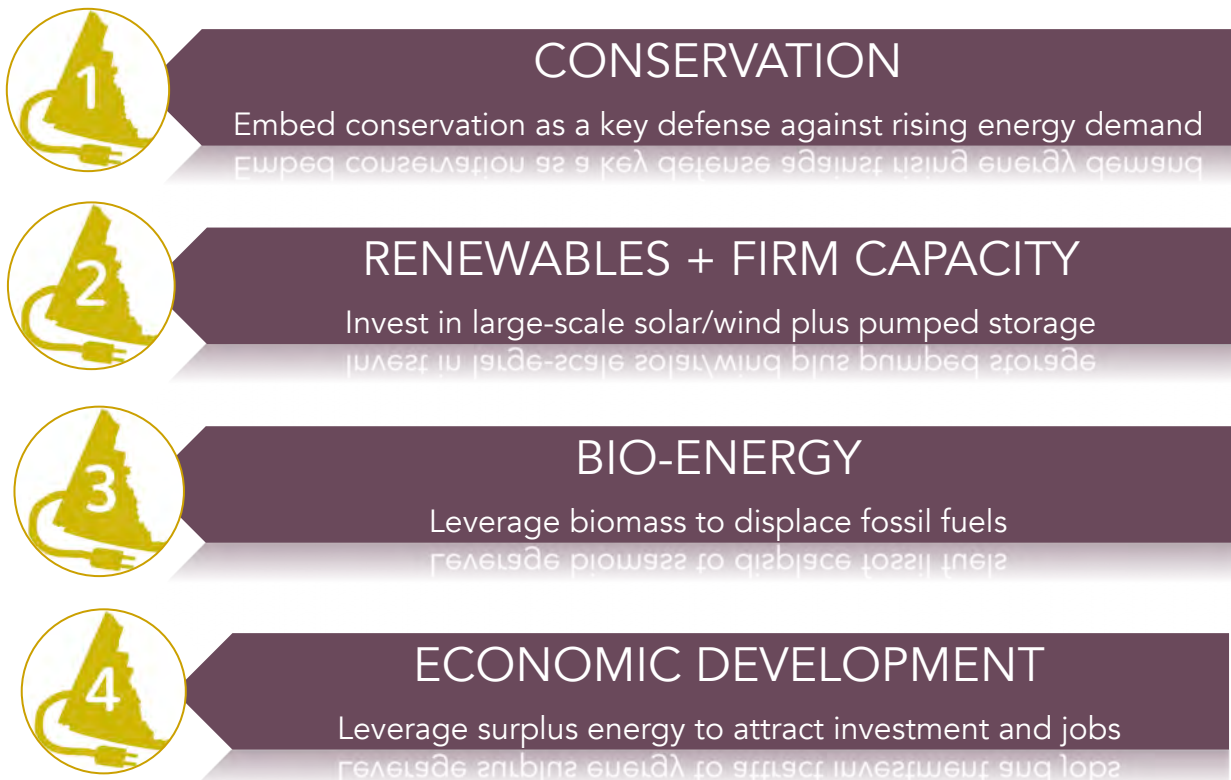 1
CONSERVATION
Embed conservation as a key defense against rising energy demand
2
RENEWABLES + FIRM CAPACITY
Invest in large-scale solar/wind plus pumped storage
3
BIO-ENERGY
Leverage biomass to displace fossil fuels
4
ECONOMIC DEVELOPMENT
Leverage surplus energy to attract investment and jobs